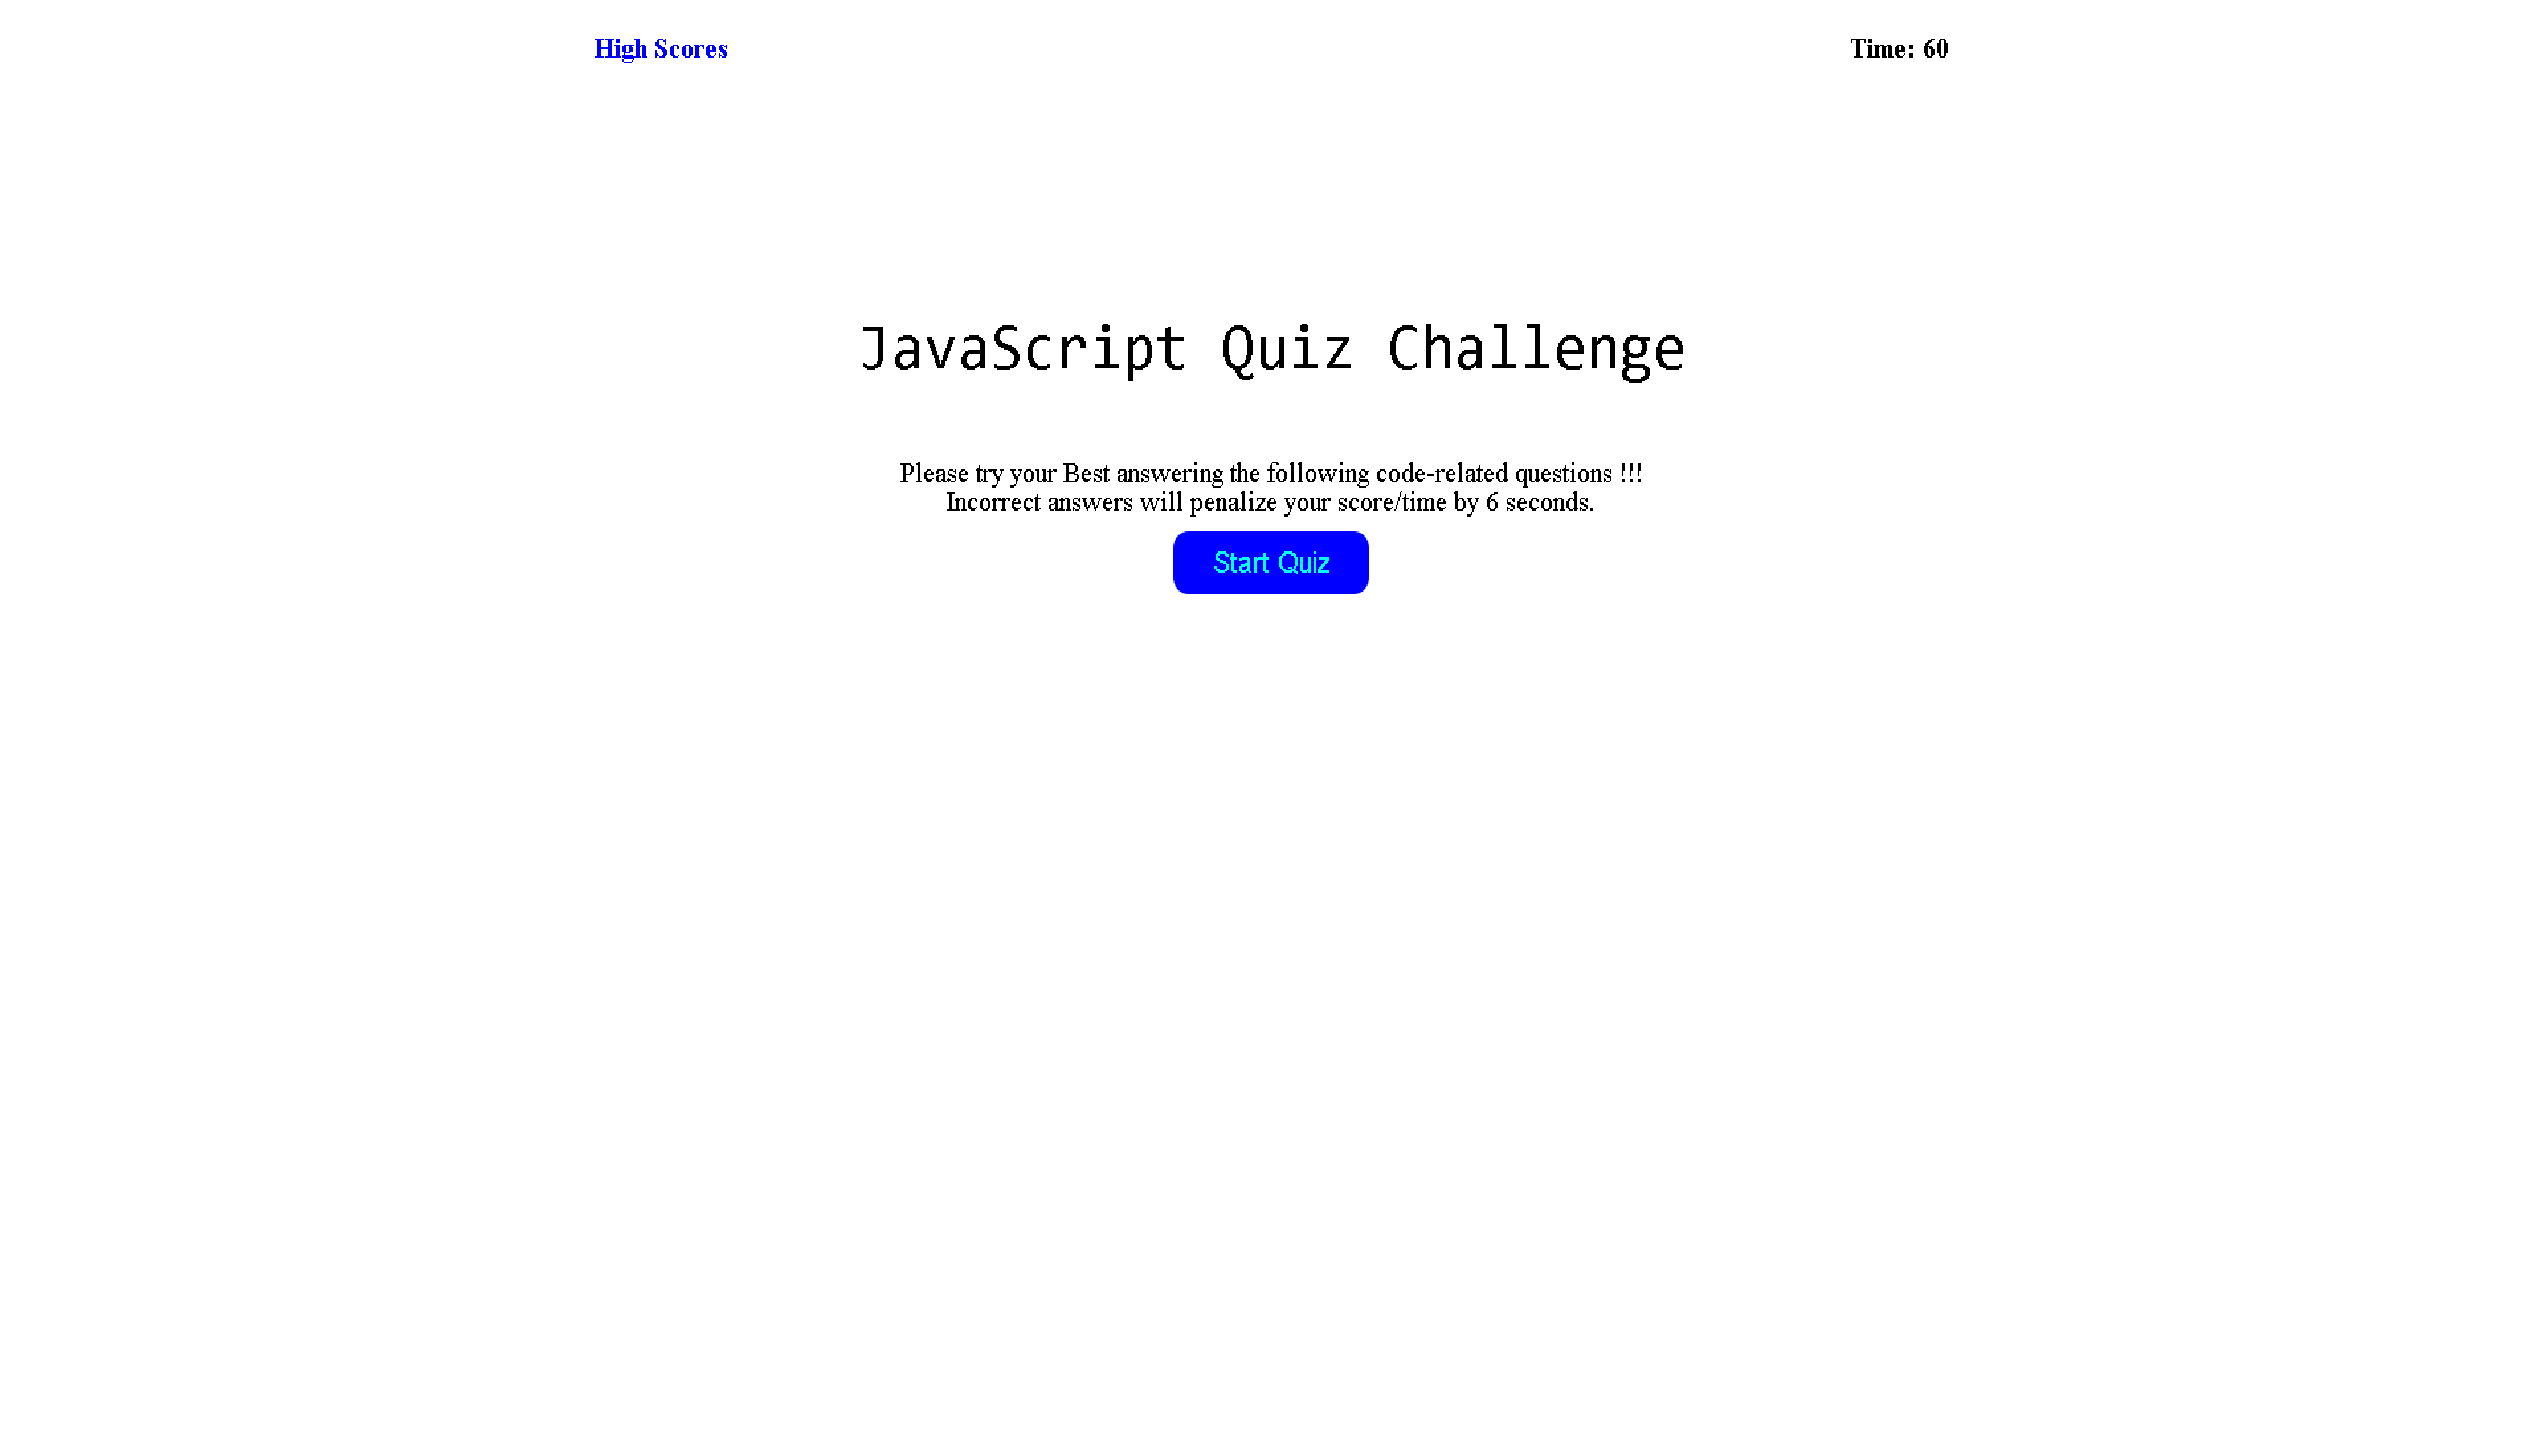 High Scores
Time: 60
JavaScript Quiz Challenge
Please try your Best answering the following code-related questions !!!
Incorrect answers will penalize your score/time by 6 seconds.
Start Quiz